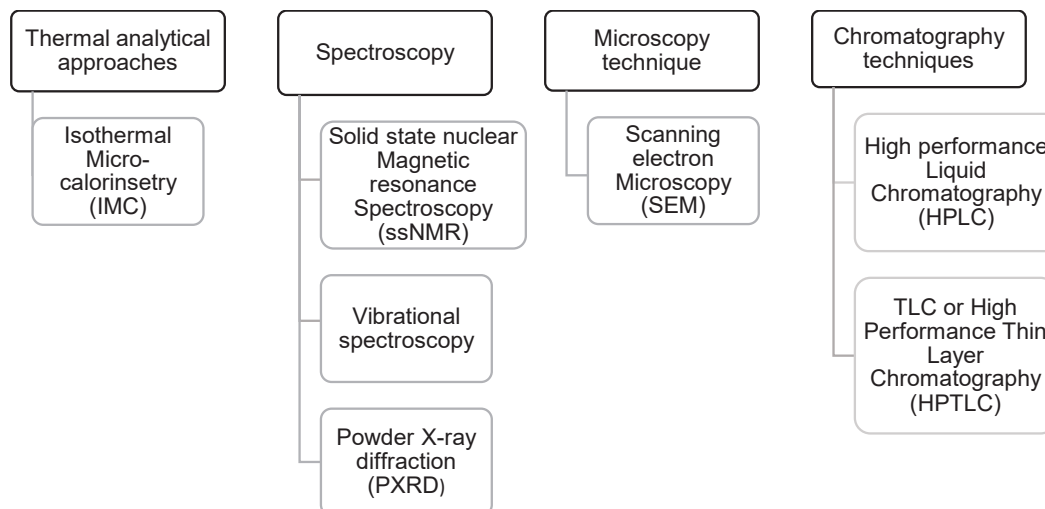 Thermal analytical
approaches
Isothermal
Micro-
calorinsetry
(IMC)
Spectroscopy
Solid state nuclear
Magnetic
resonance
Spectroscopy
(ssNMR)
Vibrational
spectroscopy
Powder X-ray
diffraction
(PXRD)
Microscopy
technique
Scanning
electron
Microscopy
(SEM)
Chromatography
techniques
High performance
Liquid
Chromatography
(HPLC)
TLC or High
Performance Thin
Layer
Chromatography
(HPTLC)